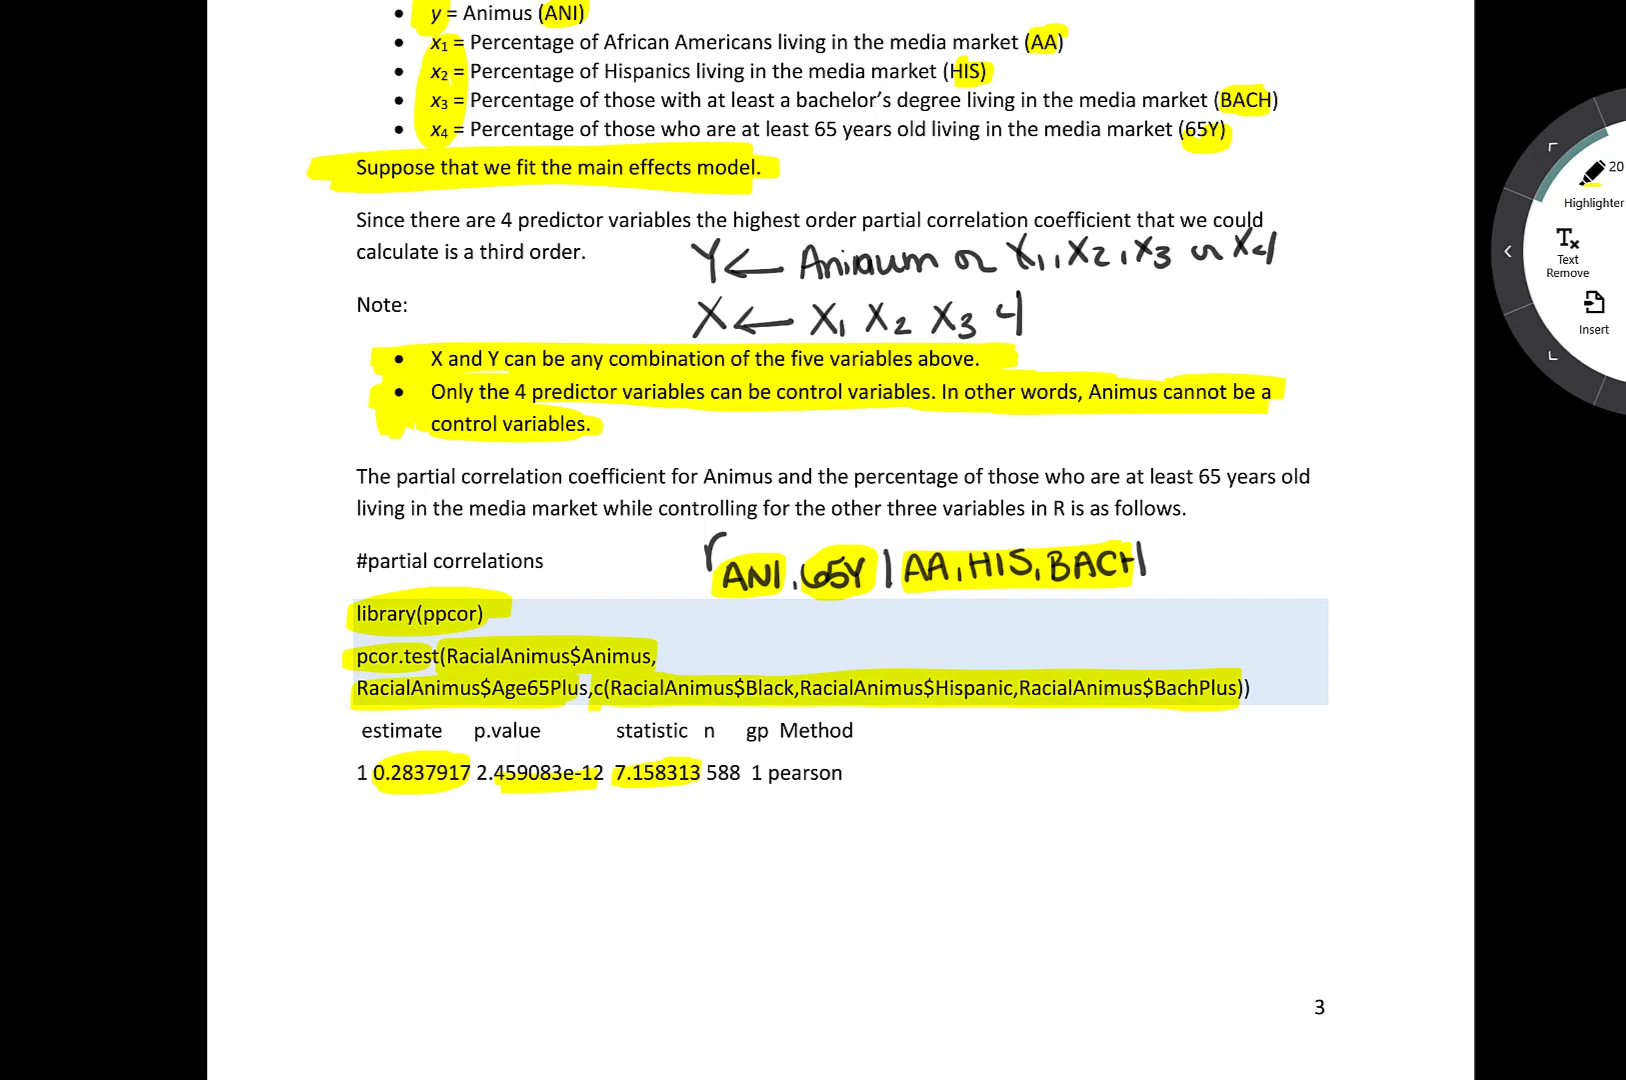 • y = Animus (ANI)
• x1 = Percentage of African Americans living in the media market (AA)
• x2 = Percentage of Hispanics living in the media market (HIS)
• x3 = Percentage of those with at least a bachelor's degree living in the media market (BACH)
• x4 = Percentage of those who are at least 65 years old living in the media market (65Y)
Suppose that we fit the main effects model.
Since there are 4 predictor variables the highest order partial correlation coefficient that we could
calculate is a third order.
Y ← Animum or X1, X2, X3 or X4
Note:
X ← X1 X2 X3 4
• X and Y can be any combination of the five variables above.
• Only the 4 predictor variables can be control variables. In other words, Animus cannot be a
control variables.
The partial correlation coefficient for Animus and the percentage of those who are at least 65 years old
living in the media market while controlling for the other three variables in R is as follows.
#partial correlations
r ANI, 65Y | AA, HIS, BACH
library(ppcor)
pcor.test(RacialAnimus$Animus,
RacialAnimus$Age65Plus,c(RacialAnimus$Black,RacialAnimus$Hispanic,RacialAnimus$BachPlus))
estimate p.value statistic n gp Method
1 0.2837917 2.459083e-12 7.158313 588 1 pearson
3
20
Highlighter
Tx
Text
Remove
Insert